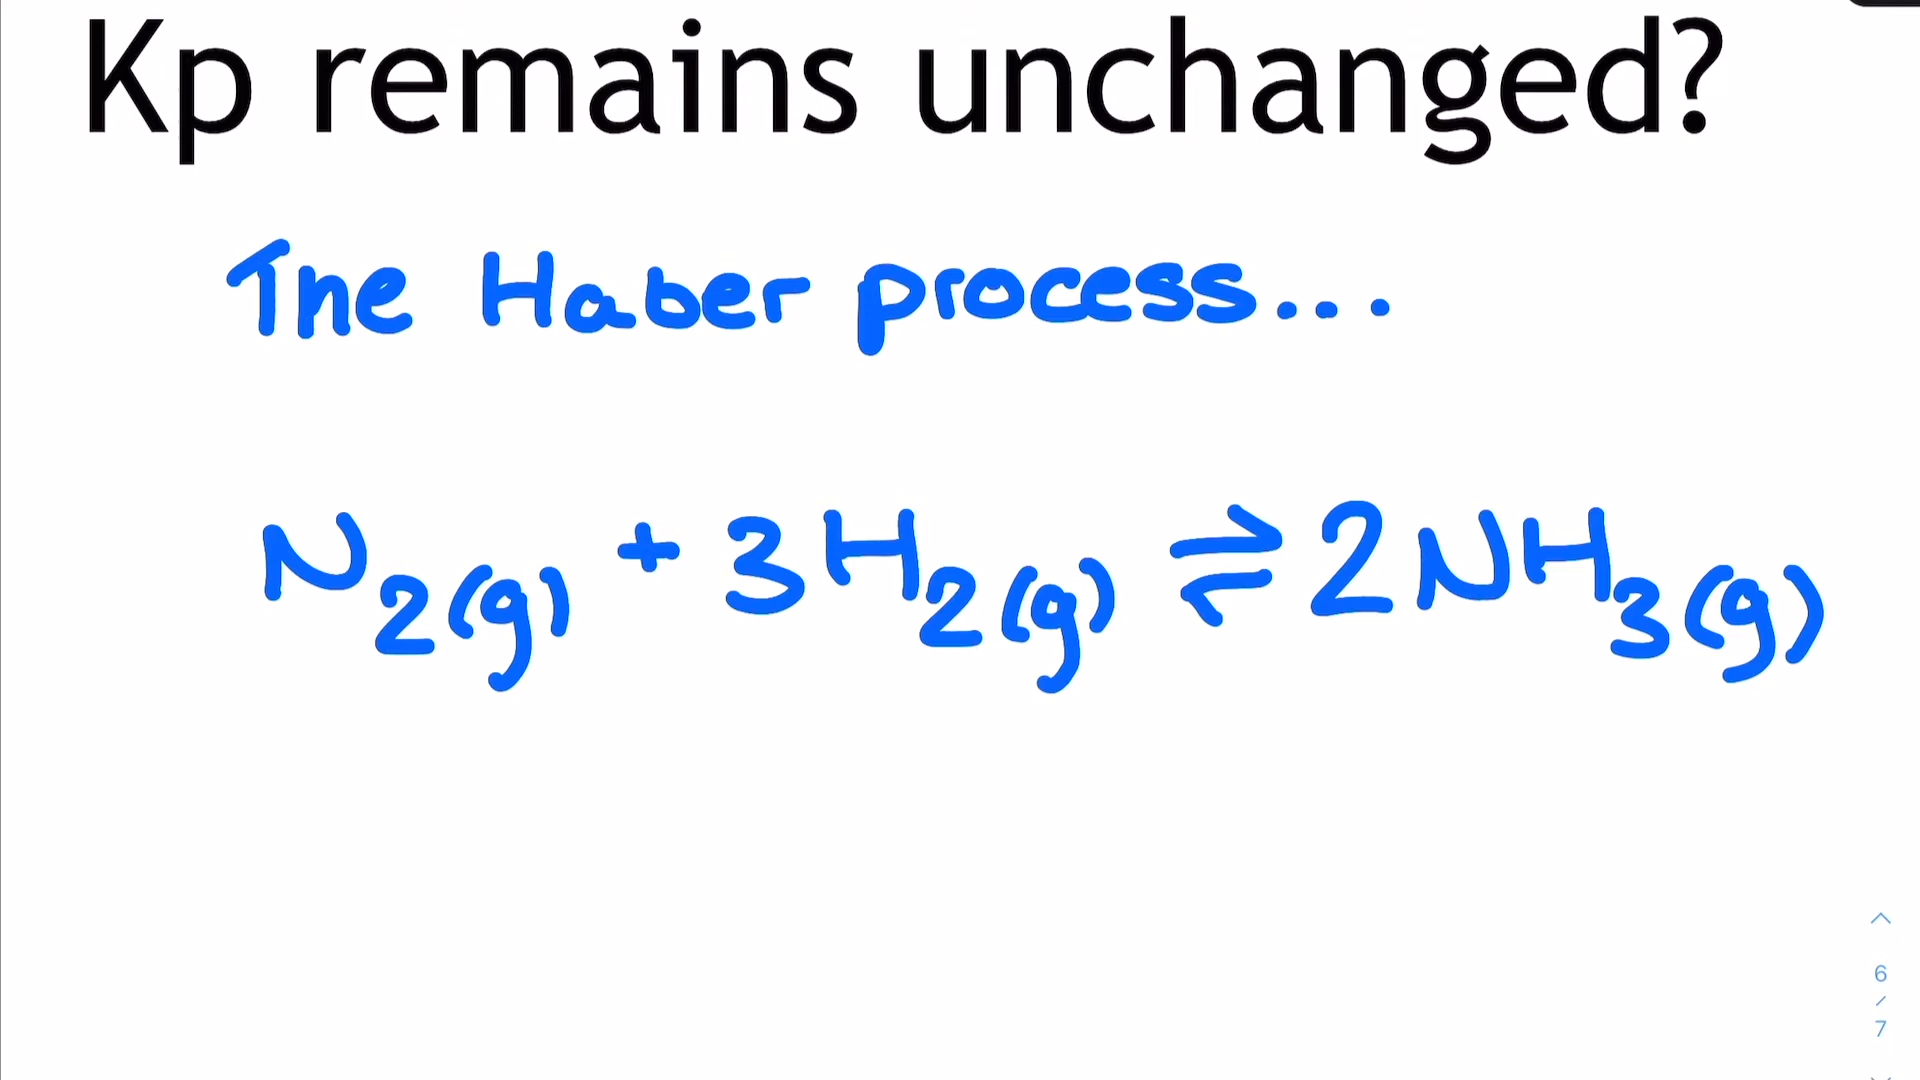 Kp remains unchanged?
The Haber process...
N₂(g) + 3H₂(g) ⇌ 2NH₃(g)
6
/
7